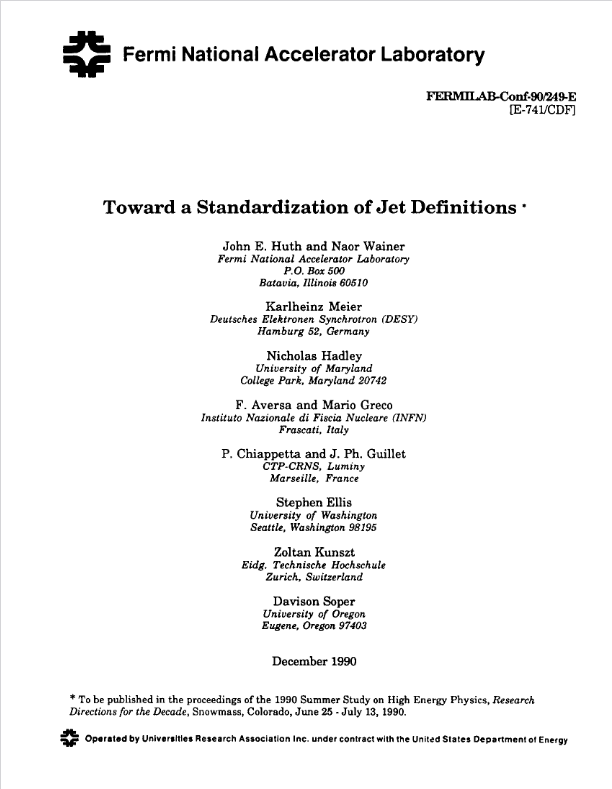 Fermi National Accelerator Laboratory
FERMILAB-Conf-90/249-E
[E-741/CDF]
Toward a Standardization of Jet Definitions *
John E. Huth and Naor Wainer
Fermi National Accelerator Laboratory
P.O. Box 500
Batavia, Illinois 60510
Karlheinz Meier
Deutsches Elektronen Synchrotron (DESY)
Hamburg 52, Germany
Nicholas Hadley
University of Maryland
College Park, Maryland 20742
F. Aversa and Mario Greco
Instituto Nazionale di Fiscia Nucleare (INFN)
Frascati, Italy
P. Chiappetta and J. Ph. Guillet
CTP-CRNS, Luminy
Marseille, France
Stephen Ellis
University of Washington
Seattle, Washington 98195
Zoltan Kunszt
Eidg. Technische Hochschule
Zurich, Switzerland
Davison Soper
University of Oregon
Eugene, Oregon 97403
December 1990
* To be published in the proceedings of the 1990 Summer Study on High Energy Physics, Research
Directions for the Decade, Snowmass, Colorado, June 25 - July 13, 1990.
Operated by Universities Research Association Inc. under contract with the United States Department of Energy